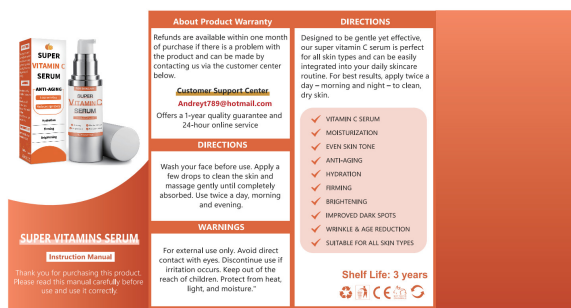 SUPER
VITAMIN C
SERUM
ANTI-AGING
Hydration
Firming
Brightening
SUPER
VITAMIN C
SERUM
SUPER VITAMINS SERUM
Instruction Manual
Thank you for purchasing this product.
Please read this manual carefully before
use and use it correctly.
About Product Warranty
Refunds are available within one month
of purchase if there is a problem with
the product and can be made by
contacting us via the customer center
below.
Customer Support Center
Andreyt789@hotmail.com
Offers a 1-year quality guarantee and
24-hour online service
DIRECTIONS
Wash your face before use. Apply a
few drops to clean the skin and
massage gently until completely
absorbed. Use twice a day, morning
and evening.
WARNINGS
For external use only. Avoid direct
contact with eyes. Discontinue use if
irritation occurs. Keep out of the
reach of children. Protect from heat,
light, and moisture."
DIRECTIONS
Designed to be gentle yet effective,
our super vitamin C serum is perfect
for all skin types and can be easily
integrated into your daily skincare
routine. For best results, apply twice a
day – morning and night – to clean,
dry skin.
VITAMIN C SERUM
MOISTURIZATION
EVEN SKIN TONE
ANTI-AGING
HYDRATION
FIRMING
BRIGHTENING
IMPROVED DARK SPOTS
WRINKLE & AGE REDUCTION
SUITABLE FOR ALL SKIN TYPES
Shelf Life: 3 years
CE